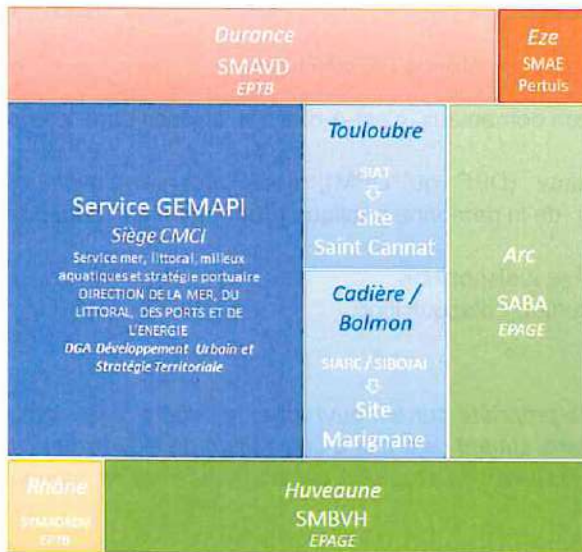 Durance
SMAVD
EPTB
Eze
SMAE
Pertuis
Service GEMAPI
Siège CMCI
Service mer, littoral, milieux
aquatiques et stratégie portuaire
DIRECTION DE LA MER, DU
LITTORAL, DES PORTS ET DE
L'ENERGIE
DGA Développement Urbain et
Stratégie Territoriale
Touloubre
SIAT
Site
Saint Cannat
Cadière /
Bolmon
SIARC / SIBOJAI
Site
Marignane
Arc
SABA
EPAGE
Rhône
SYMADREM
EPTB
Huveaune
SMBVH
EPAGE